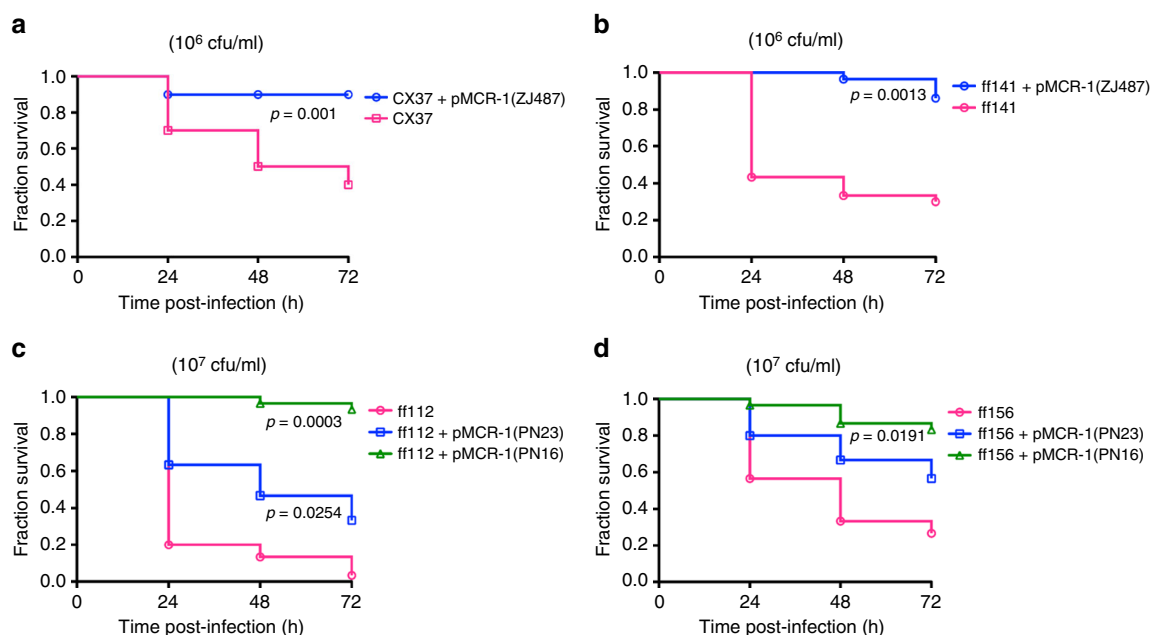 a
(10⁶ cfu/ml)
Fraction survival
1.0
0.8
0.6
0.4
0.2
0.0
0
24
48
72
Time post-infection (h)
p = 0.001
CX37 + pMCR-1(ZJ487)
CX37
b
(10⁶ cfu/ml)
Fraction survival
1.0
0.8
0.6
0.4
0.2
0.0
0
24
48
72
Time post-infection (h)
p = 0.0013
ff141 + pMCR-1(ZJ487)
ff141
c
(10⁷ cfu/ml)
Fraction survival
1.0
0.8
0.6
0.4
0.2
0.0
0
24
48
72
Time post-infection (h)
p = 0.0003
p = 0.0254
ff112
ff112 + pMCR-1(PN23)
ff112 + pMCR-1(PN16)
d
(10⁷ cfu/ml)
Fraction survival
1.0
0.8
0.6
0.4
0.2
0.0
0
24
48
72
Time post-infection (h)
p = 0.0191
ff156
ff156 + pMCR-1(PN23)
ff156 + pMCR-1(PN16)